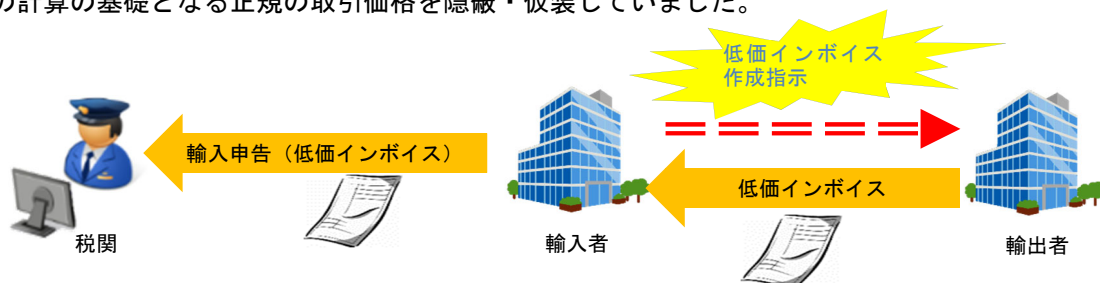 の計算の基礎となる正規の取引価格を隠蔽・仮装していました。
低価インボイス
作成指示
輸入申告（低価インボイス）
低価インボイス
税関
輸入者
輸出者